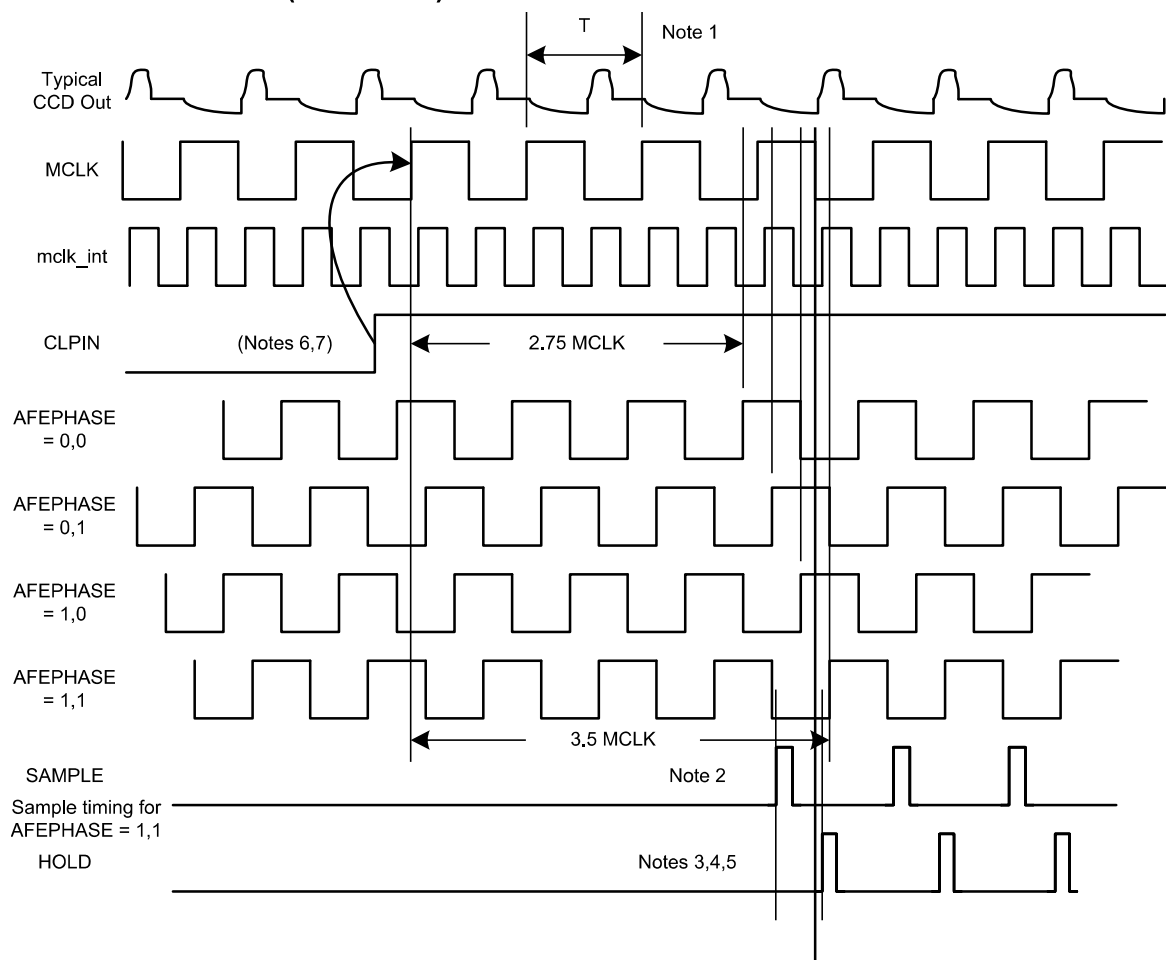 T
Note 1
Typical
CCD Out
MCLK
mclk_int
CLPIN
(Notes 6,7)
2.75 MCLK
AFEPHASE
= 0,0
AFEPHASE
= 0,1
AFEPHASE
= 1,0
AFEPHASE
= 1,1
3.5 MCLK
SAMPLE
Note 2
Sample timing for
AFEPHASE = 1,1
HOLD
Notes 3,4,5